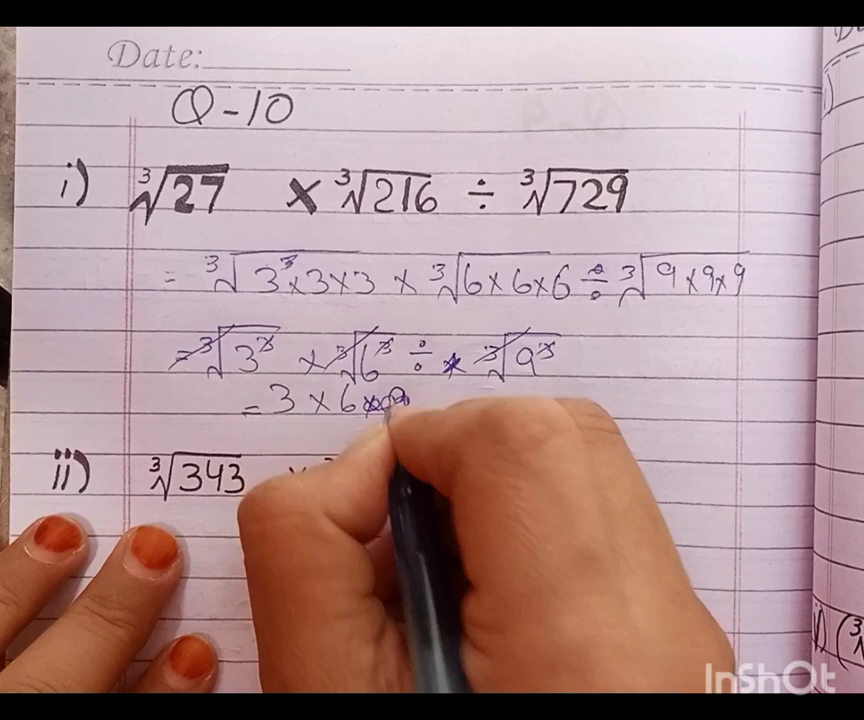 Date:
Q-10
i) ∛27 × ∛216 ÷ ∛729
= ∛3³×3×3 × ∛6×6×6 ÷ ∛9×9×9
= ∛3³ × ∛6³ ÷ ∛9³
= 3 × 6
ii) ∛343
InShOt